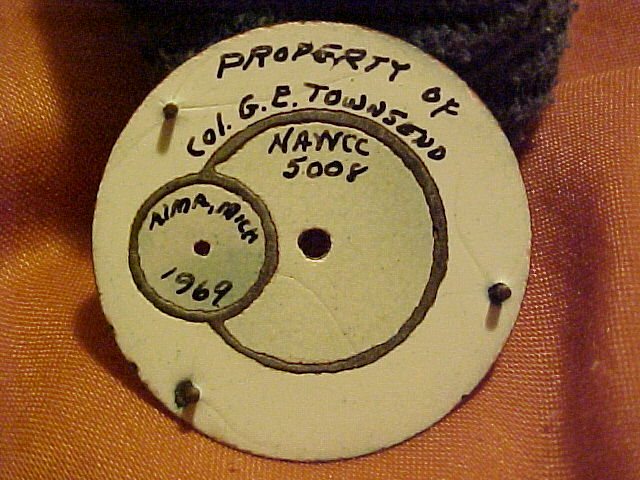 PROPERTY OF
COl. G. E. TOWNSEND
NAWCC
5008
AlMA, MICH
1969